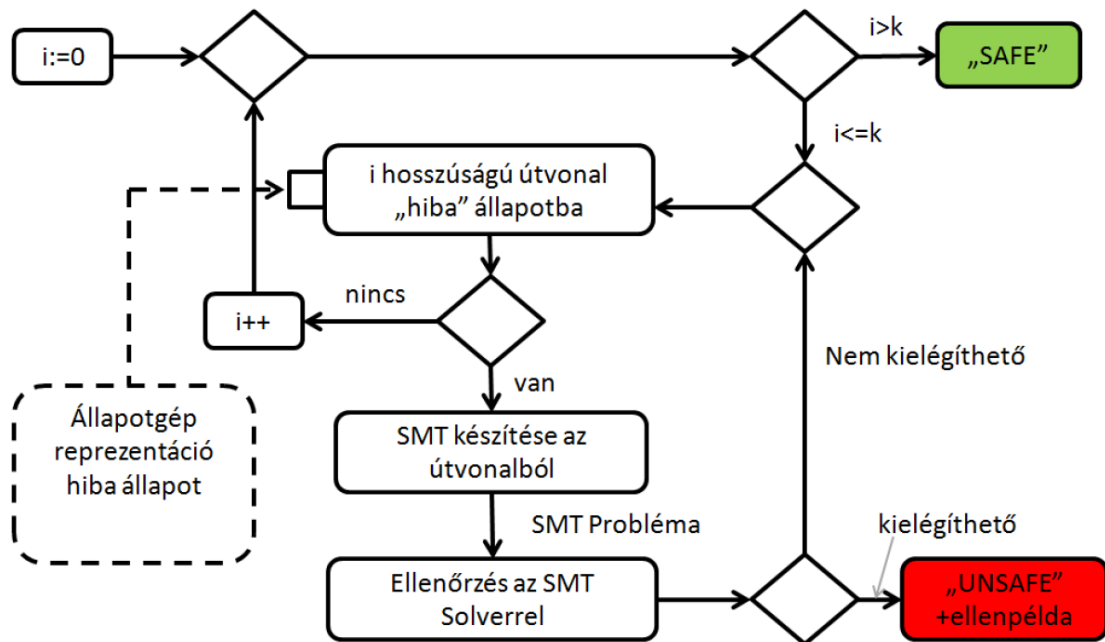 i:=0
i>k
„SAFE”
i<=k
i hosszúságú útvonal
„hiba” állapotba
nincs
i++
van
Nem kielégíthető
Állapotgép
reprezentáció
hiba állapot
SMT készítése az
útvonalból
SMT Probléma
kielégíthető
Ellenőrzés az SMT
Solverrel
„UNSAFE”
+ellenpélda